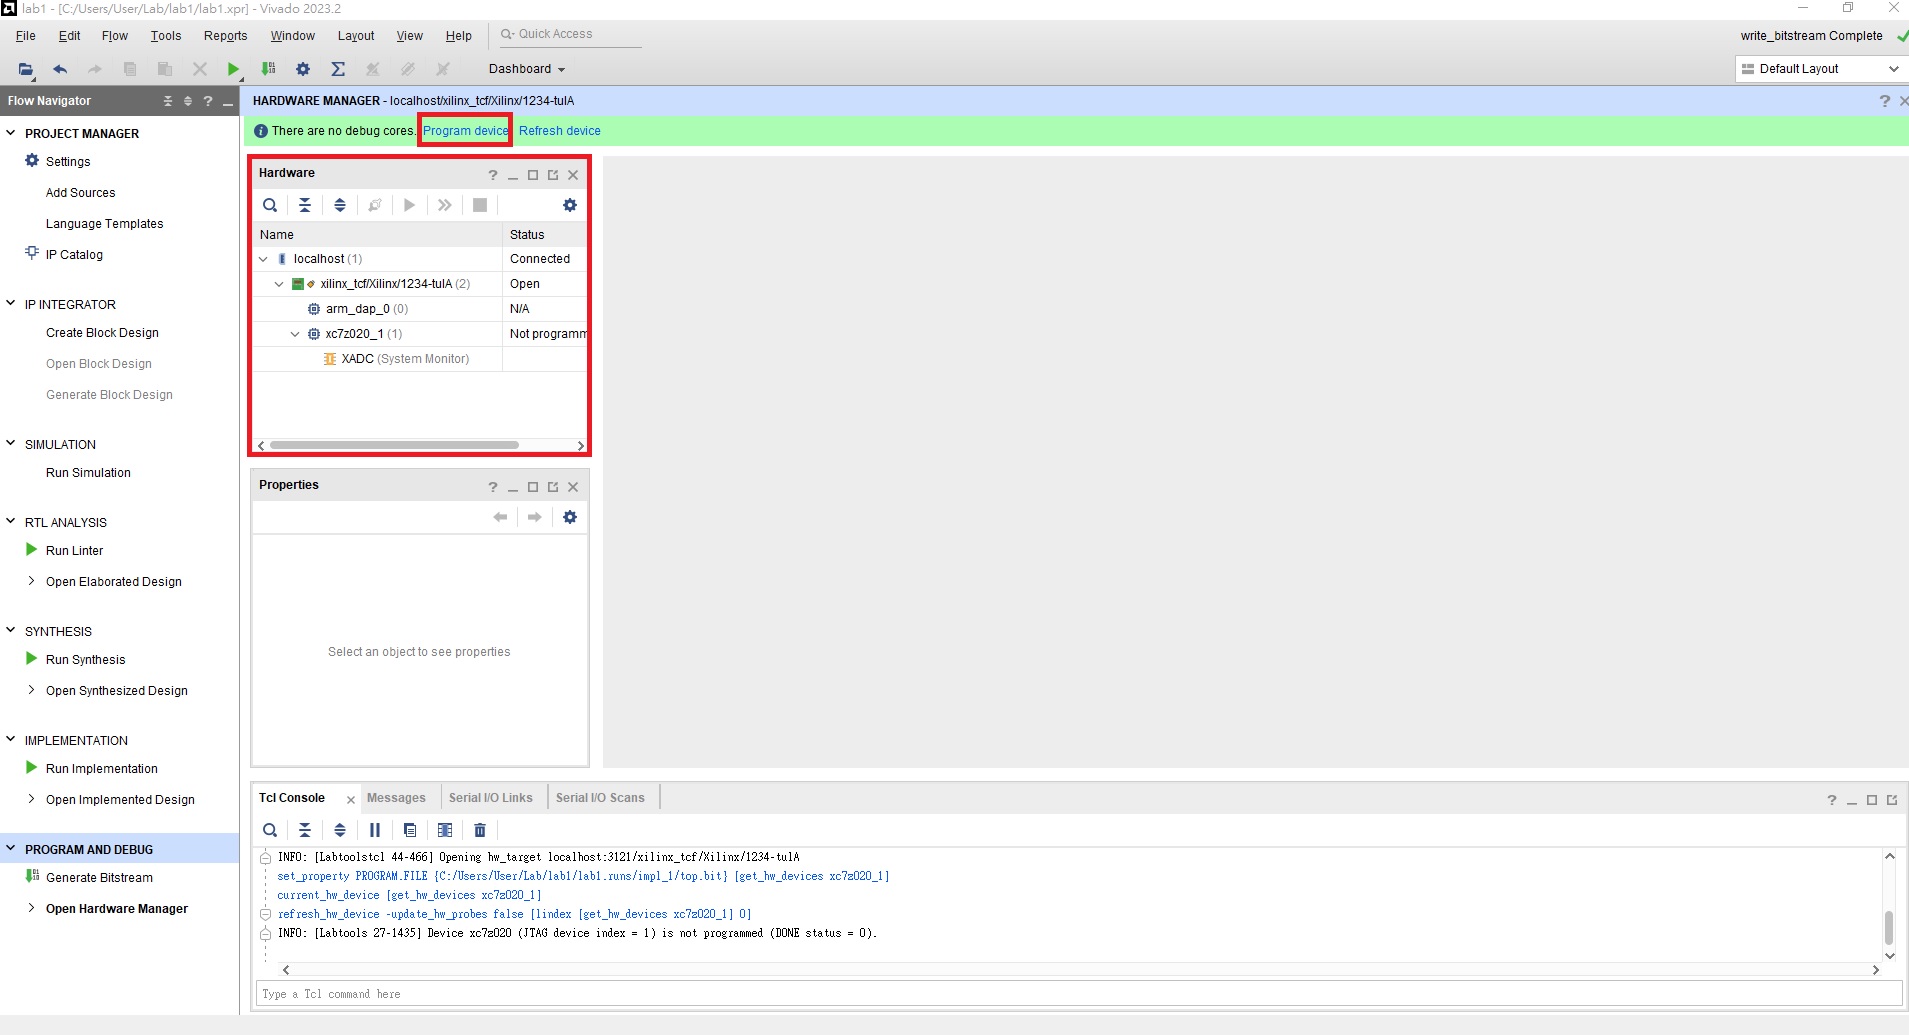 lab1 - [C:/Users/User/Lab/lab1/lab1.xpr] - Vivado 2023.2
File Edit Flow Tools Reports Window Layout View Help Quick Access
write_bitstream Complete
Dashboard
Default Layout
Flow Navigator
PROJECT MANAGER
Settings
Add Sources
Language Templates
IP Catalog
IP INTEGRATOR
Create Block Design
Open Block Design
Generate Block Design
SIMULATION
Run Simulation
RTL ANALYSIS
Run Linter
Open Elaborated Design
SYNTHESIS
Run Synthesis
Open Synthesized Design
IMPLEMENTATION
Run Implementation
Open Implemented Design
PROGRAM AND DEBUG
Generate Bitstream
Open Hardware Manager
HARDWARE MANAGER - localhost/xilinx_tcf/Xilinx/1234-tulA
There are no debug cores. Program device Refresh device
Hardware
Name Status
localhost (1) Connected
xilinx_tcf/Xilinx/1234-tulA (2) Open
arm_dap_0 (0) N/A
xc7z020_1 (1) Not programm
XADC (System Monitor)
Properties
Select an object to see properties
Tcl Console Messages Serial I/O Links Serial I/O Scans
INFO: [Labtoolstcl 44-466] Opening hw_target localhost:3121/xilinx_tcf/Xilinx/1234-tulA
set_property PROGRAM.FILE {C:/Users/User/Lab/lab1/lab1.runs/impl_1/top.bit} [get_hw_devices xc7z020_1]
current_hw_device [get_hw_devices xc7z020_1]
refresh_hw_device -update_hw_probes false [lindex [get_hw_devices xc7z020_1] 0]
INFO: [Labtools 27-1435] Device xc7z020 (JTAG device index = 1) is not programmed (DONE status = 0).
Type a Tcl command here